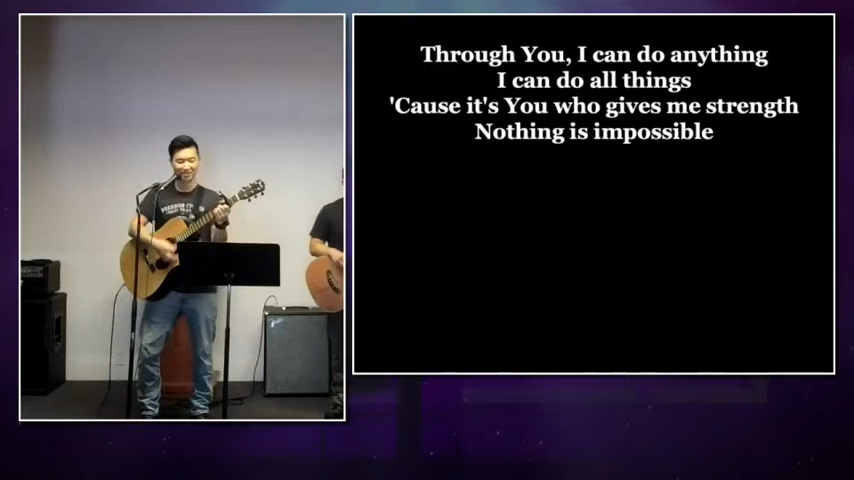 Through You, I can do anything
I can do all things
'Cause it's You who gives me strength
Nothing is impossible